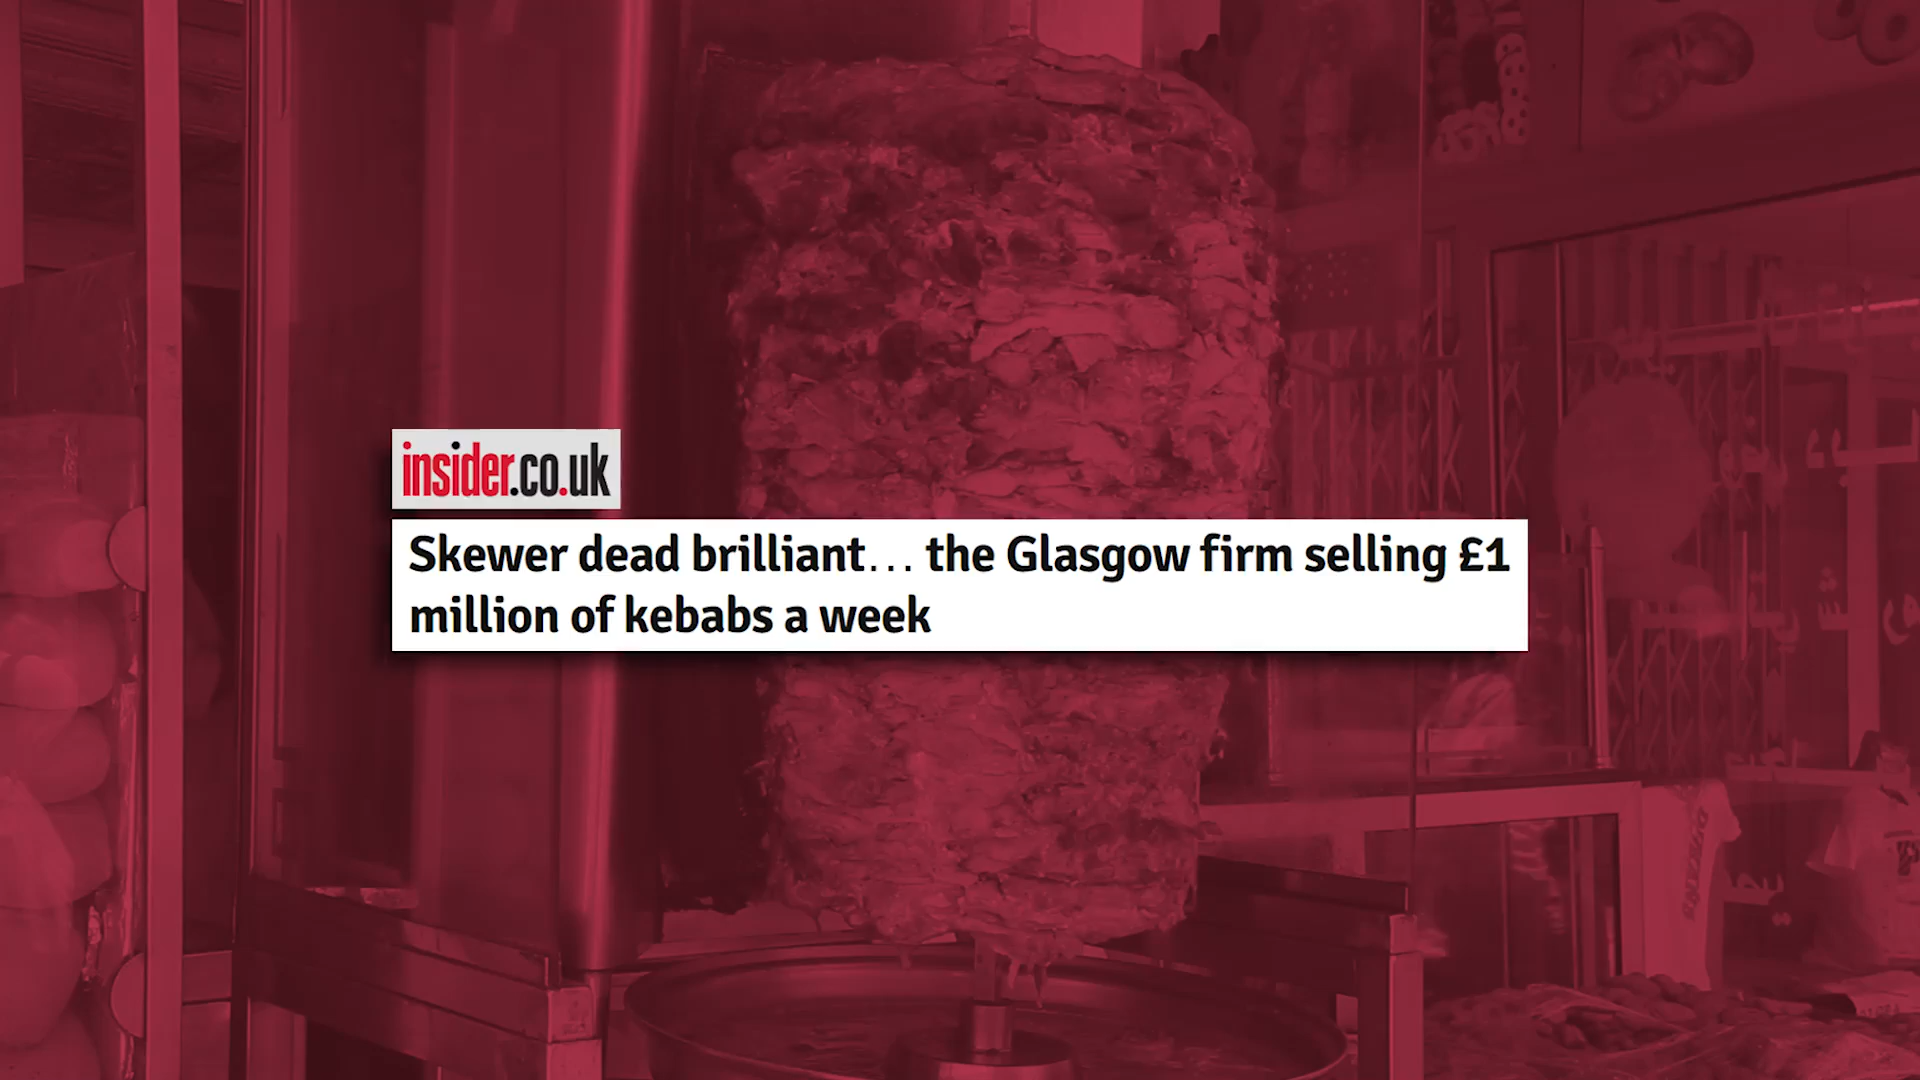 insider.co.uk
Skewer dead brilliant… the Glasgow firm selling £1
million of kebabs a week